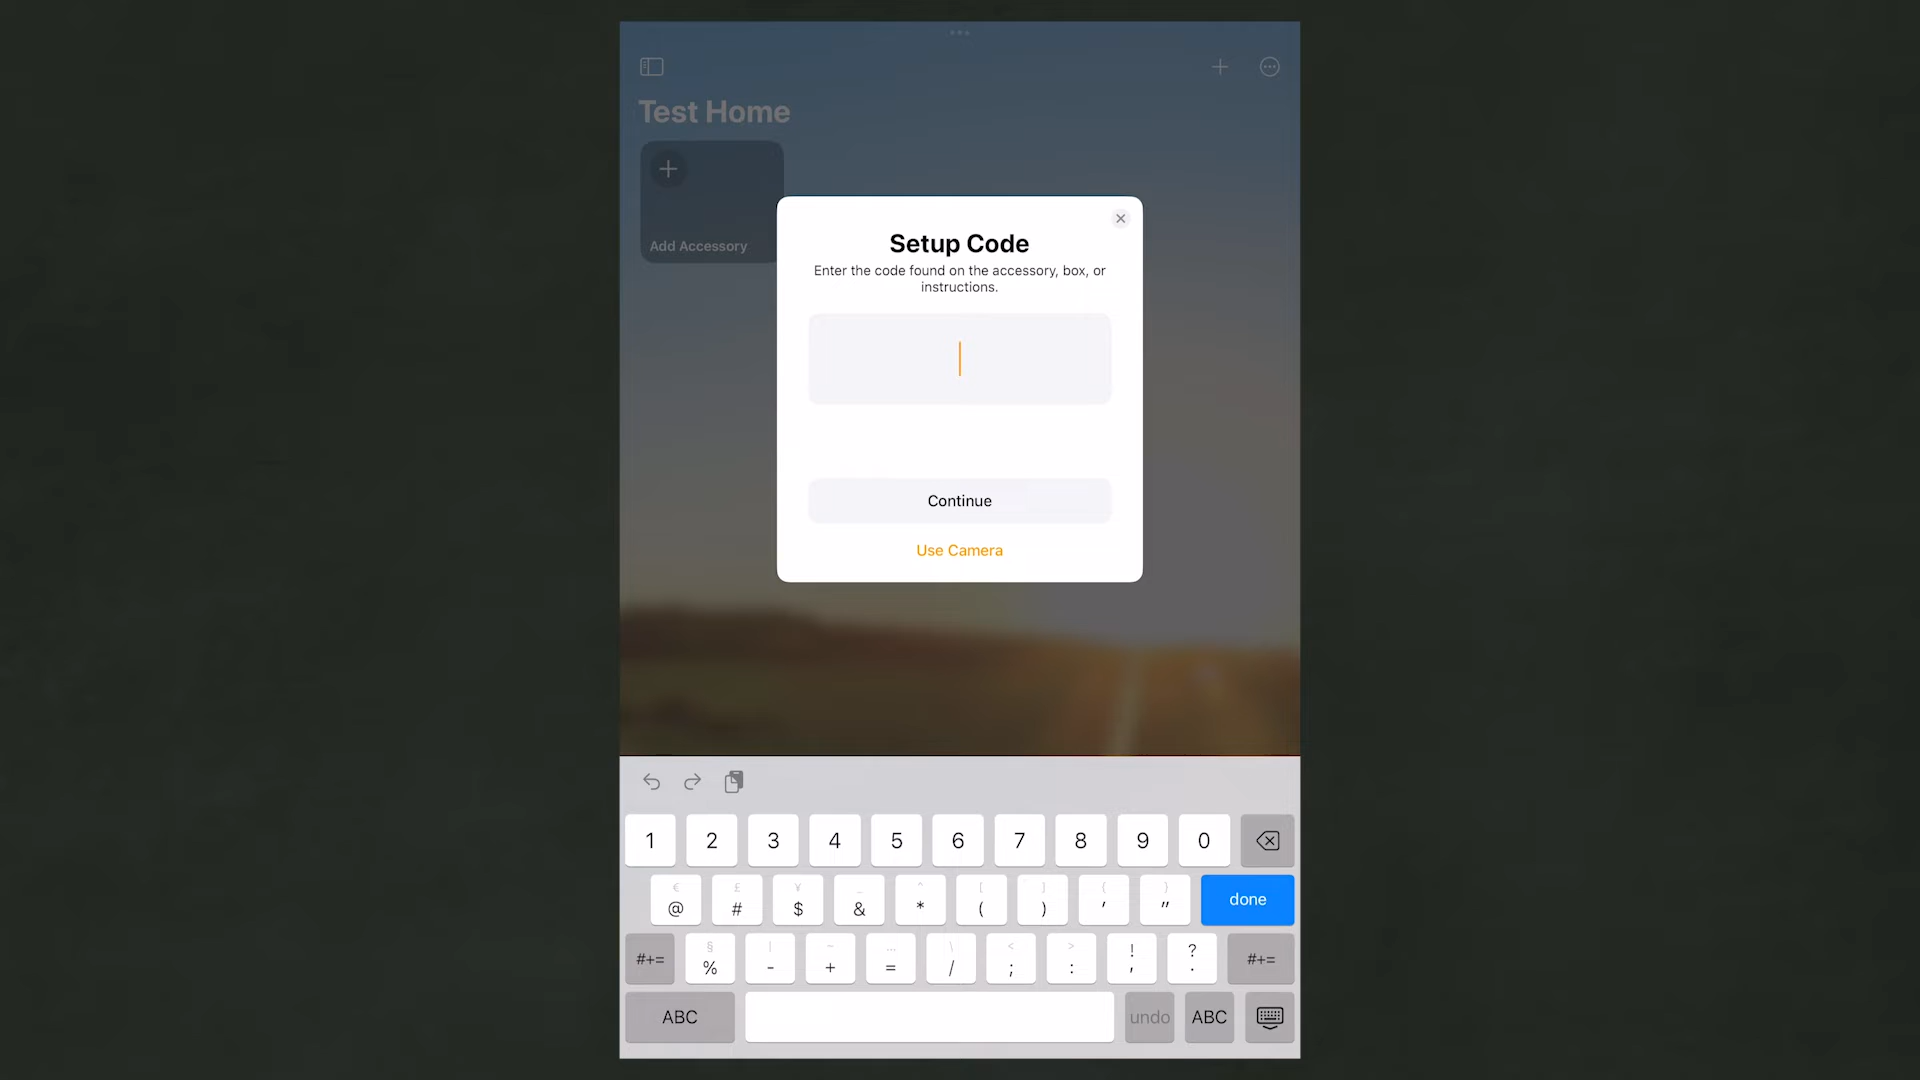 Test Home
Add Accessory
Setup Code
Enter the code found on the accessory, box, or
instructions.
Continue
Use Camera
1 2 3 4 5 6 7 8 9 0
€ £ ¥ _ ^ [ ] { }
@ # $ & * ( ) ' " done
§ | ~ … \ < > ! ?
#+= % - + = / ; : , . #+=
ABC undo ABC